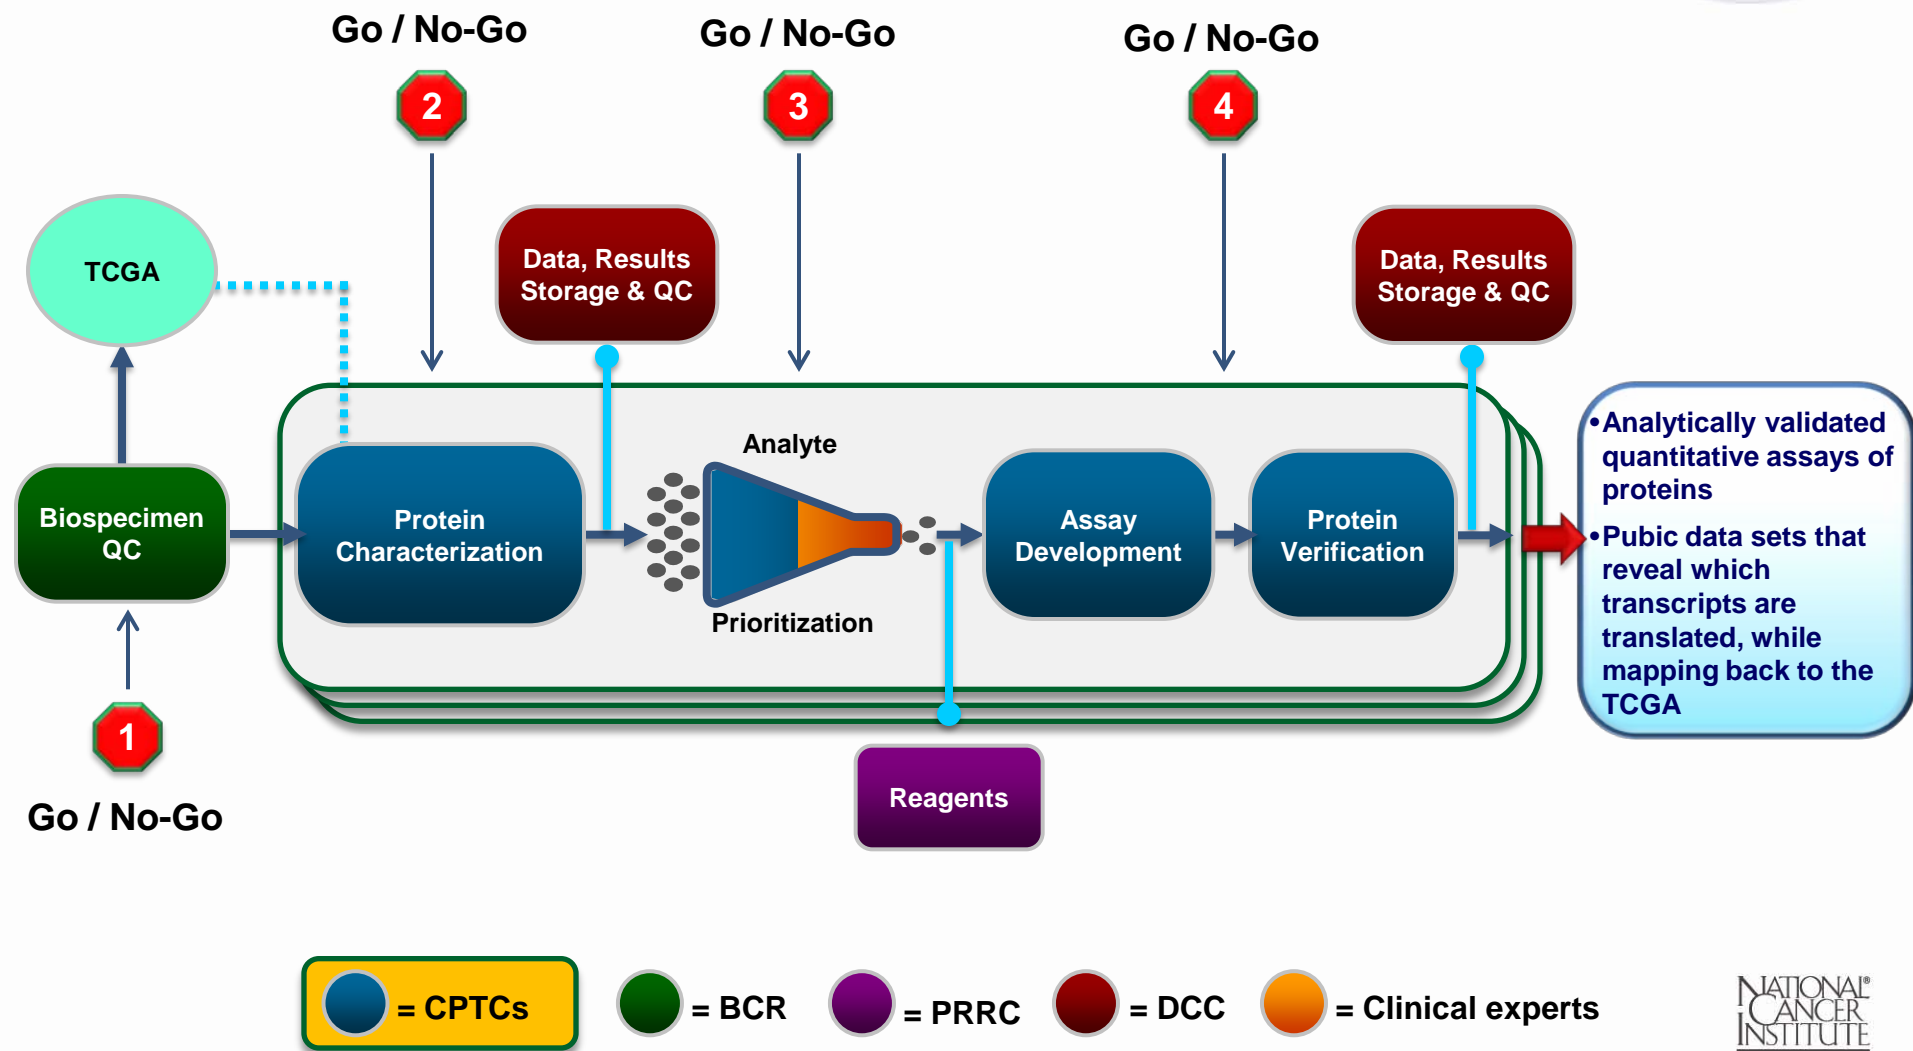 Go / No-Go
Go / No-Go
Go / No-Go
2
3
4
TCGA
Data, Results
Storage & QC
Data, Results
Storage & QC
Biospecimen
QC
Protein
Characterization
Analyte
Prioritization
Assay
Development
Protein
Verification
•Analytically validated
quantitative assays of
proteins
•Pubic data sets that
reveal which
transcripts are
translated, while
mapping back to the
TCGA
1
Go / No-Go
Reagents
= CPTCs
= BCR
= PRRC
= DCC
= Clinical experts
NATIONAL®
CANCER
INSTITUTE